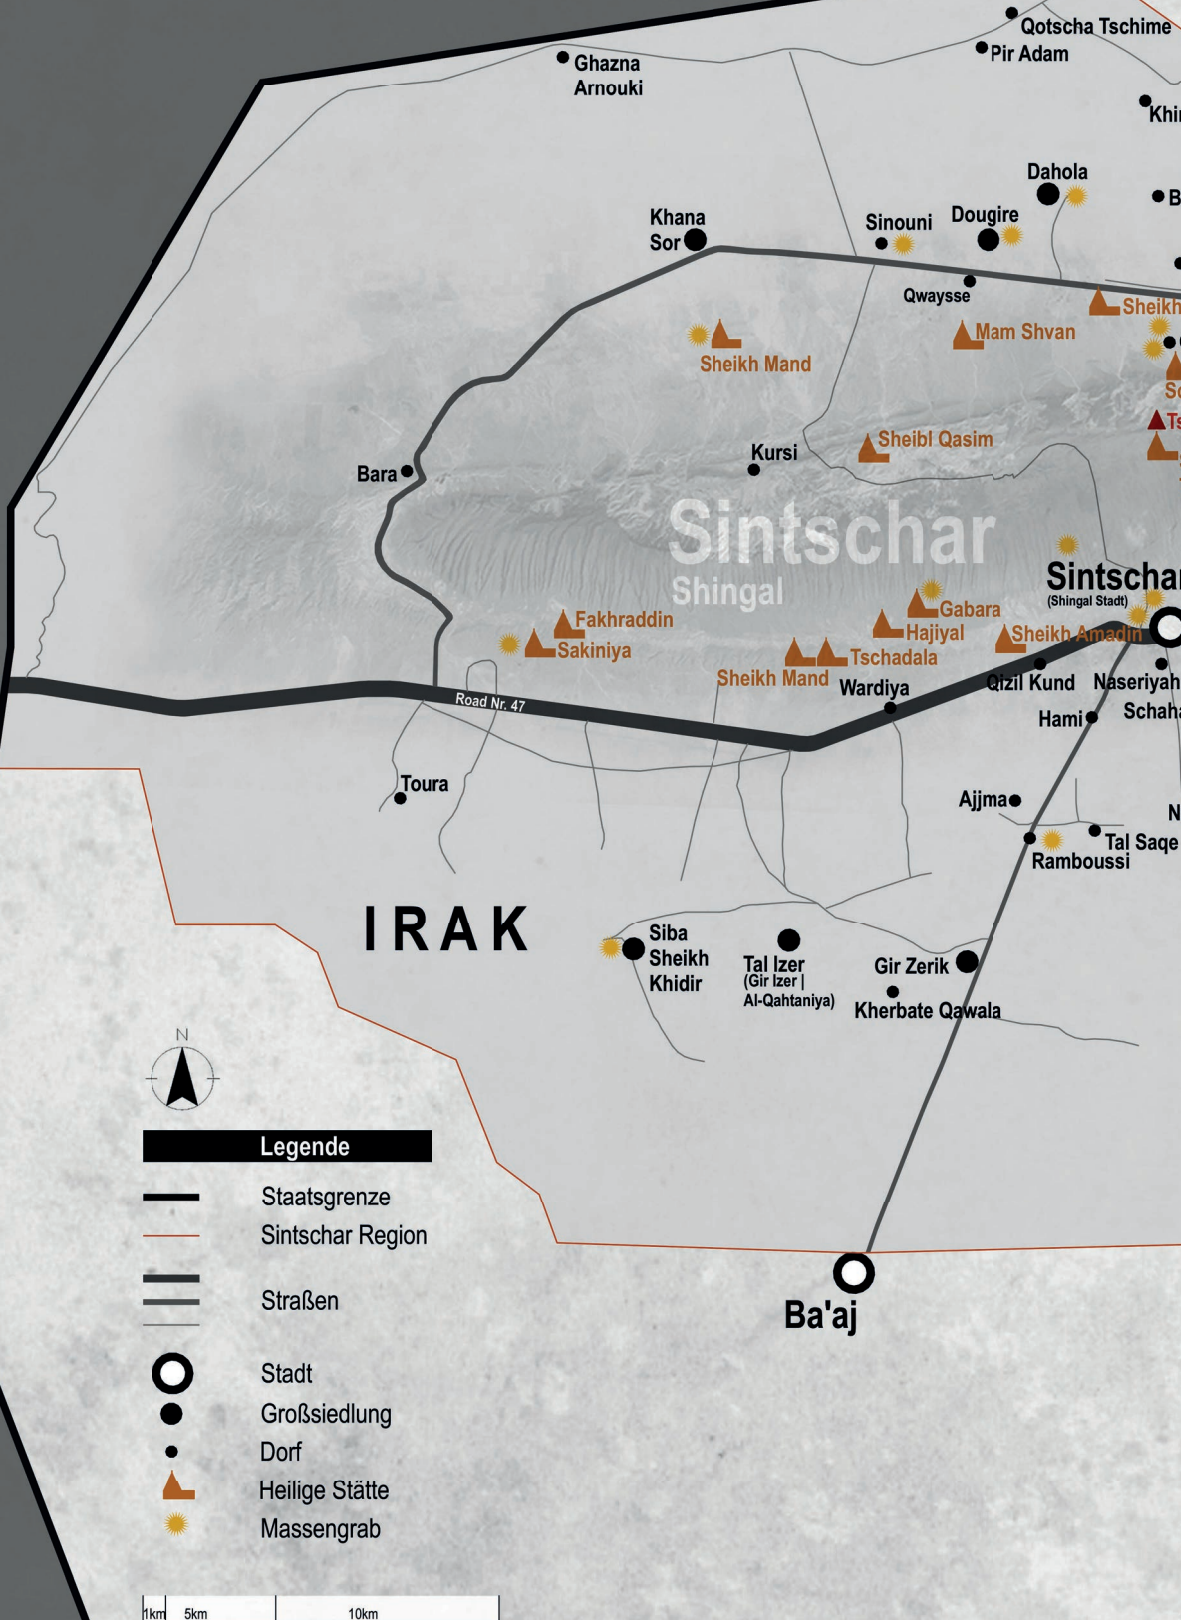 Qotscha Tschime
Pir Adam
Ghazna
Arnouki
Dahola
Khana
Sor
Sinouni
Dougire
Qwaysse
Sheikh
Mam Shvan
Sheikh Mand
Sheibl Qasim
Kursi
Bara
Sintschar
Shingal
Sintschar
(Shingal Stadt)
Gabara
Fakhraddin
Hajiyal
Sheikh Amadin
Sakiniya
Tschadala
Sheikh Mand
Wardiya
Qizil Kund
Naseriyah
Road Nr. 47
Hami
Toura
Ajjma
Tal Saqe
Ramboussi
IRAK
Siba
Sheikh
Khidir
Tal Izer
(Gir Izer |
Al-Qahtaniya)
Gir Zerik
Kherbate Qawala
N
Legende
Staatsgrenze
Sintschar Region
Straßen
Ba'aj
Stadt
Großsiedlung
Dorf
Heilige Stätte
Massengrab
1km 5km 10km